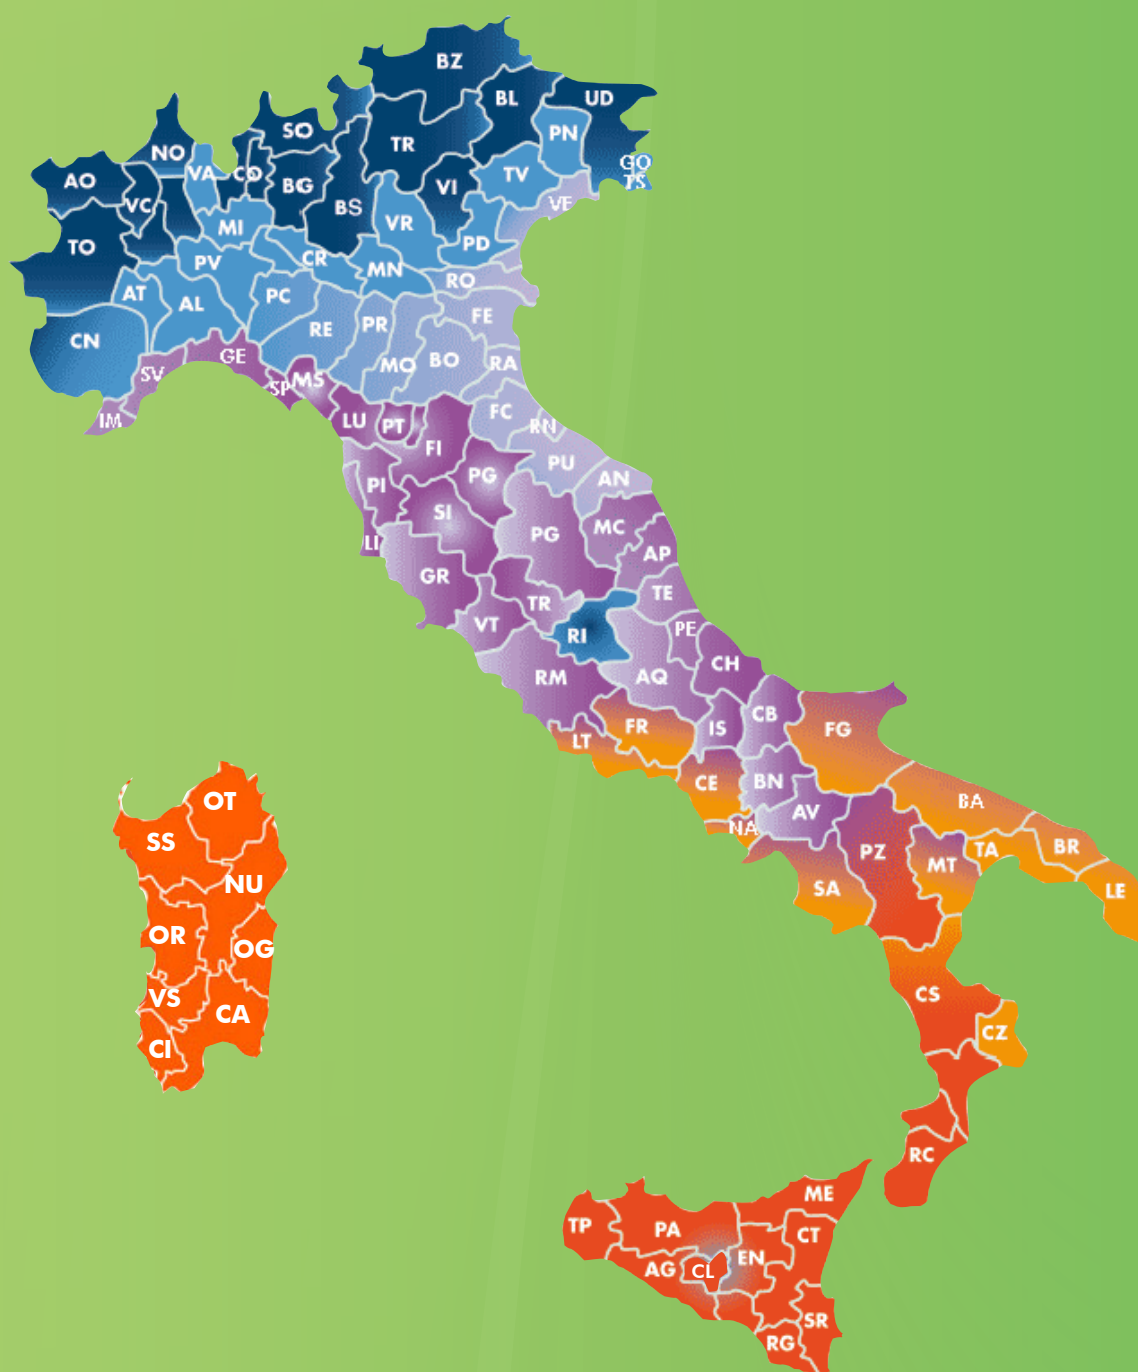 BZ
BL
UD
SO
PN
TR
NO
GO
VA
CO
TV
AO
BG
VI
TS
VC
BS
VE
MI
VR
TO
PD
PV
CR
MN
RO
AT
PC
AL
FE
RE
PR
CN
GE
BO
RA
MO
SV
SP
MS
FC
IM
LU
PT
RN
FI
PU
PG
AN
PI
SI
MC
PG
LI
AP
GR
TE
TR
VT
PE
RI
CH
RM
AQ
CB
FR
IS
FG
LT
CE
BN
OT
BA
AV
NA
SS
BR
PZ
TA
MT
NU
SA
LE
OR
OG
CS
VS
CA
CZ
CI
RC
ME
TP
PA
CT
EN
AG
CL
SR
RG